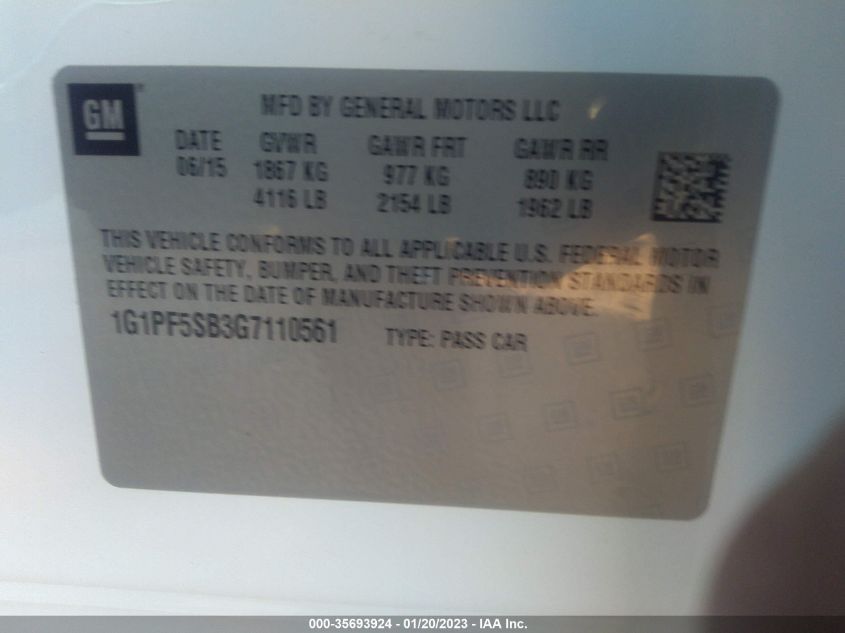 GM
MFD BY GENERAL MOTORS LLC
DATE GVWR GAWR FRT GAWR RR
06/15 1867 KG 977 KG 890 KG
4116 LB 2154 LB 1962 LB
THIS VEHICLE CONFORMS TO ALL APPLICABLE U.S. FEDERAL MOTOR
VEHICLE SAFETY, BUMPER, AND THEFT PREVENTION STANDARDS IN
EFFECT ON THE DATE OF MANUFACTURE SHOWN ABOVE.
1G1PF5SB3G7110561 TYPE: PASS CAR
000-35693924 - 01/20/2023 - IAA Inc.